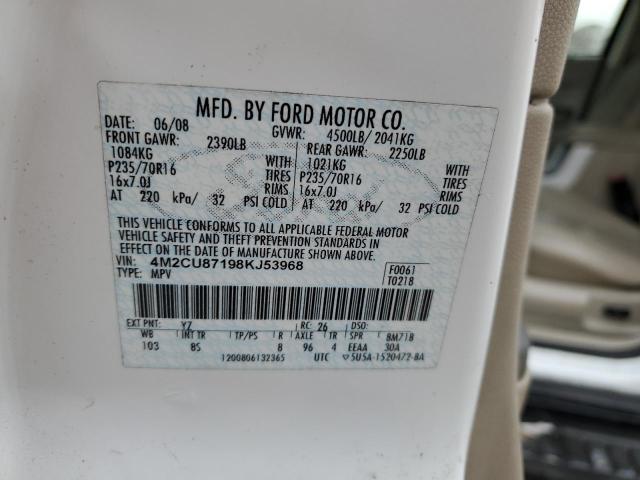 MFD. BY FORD MOTOR CO.
DATE: 06/08 GVWR: 4500LB/ 2041KG
FRONT GAWR: 2390LB REAR GAWR: 2250LB
1084KG WITH 1021KG WITH
P235/70R16 TIRES P235/70R16 TIRES
16x7.0J RIMS 16x7.0J RIMS
AT 220 kPa/ 32 PSI COLD AT 220 kPa/ 32 PSI COLD
THIS VEHICLE CONFORMS TO ALL APPLICABLE FEDERAL MOTOR
VEHICLE SAFETY AND THEFT PREVENTION STANDARDS IN
EFFECT ON THE DATE OF MANUFACTURE SHOWN ABOVE.
VIN: 4M2CU87198KJ53968 F0061
TYPE: MPV T0218
EXT PNT: YZ RC: 26 DSO:
WB INT TR TP/PS R AXLE TR SPR BM71B
103 BS 8 96 4 EEAA 30A
1200806132365 UTC 5U5A-1520472-BA